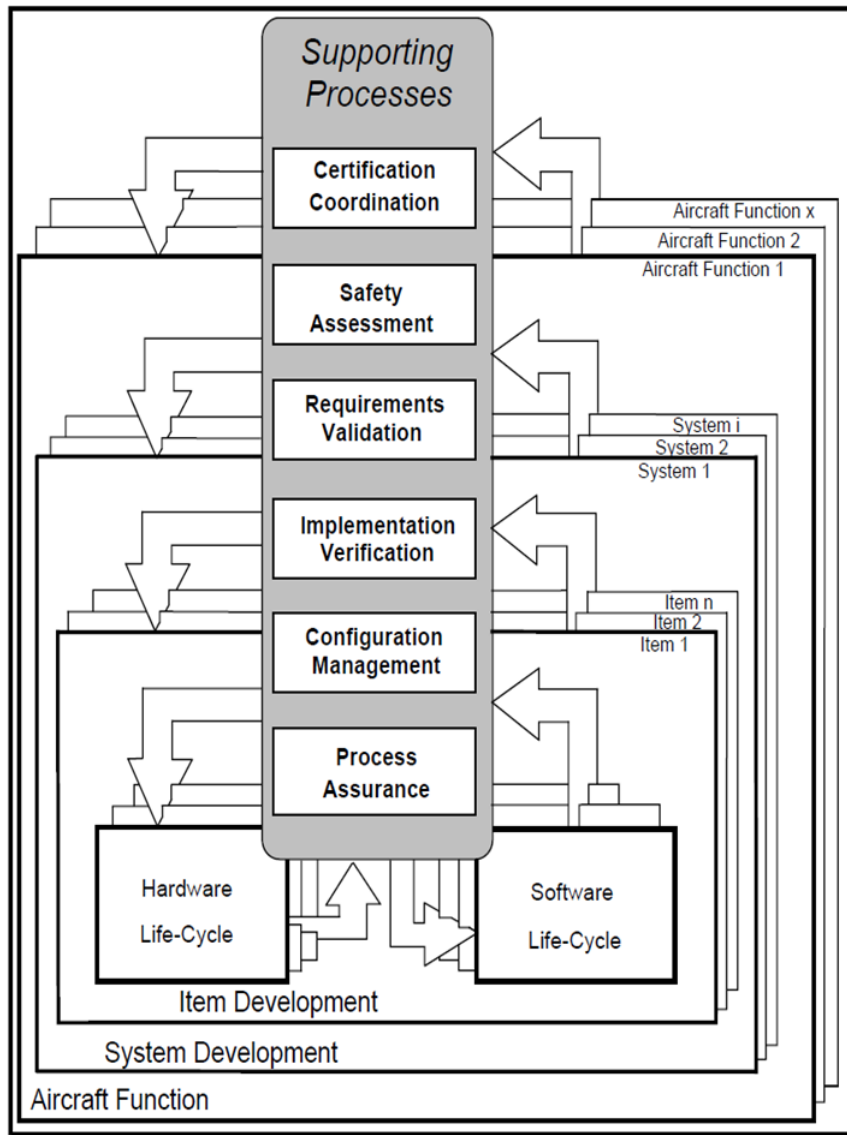 Supporting
Processes
Certification
Coordination
Aircraft Function x
Aircraft Function 2
Aircraft Function 1
Safety
Assessment
Requirements
Validation
System i
System 2
System 1
Implementation
Verification
Item n
Item 2
Item 1
Configuration
Management
Process
Assurance
Hardware
Life-Cycle
Software
Life-Cycle
Item Development
System Development
Aircraft Function